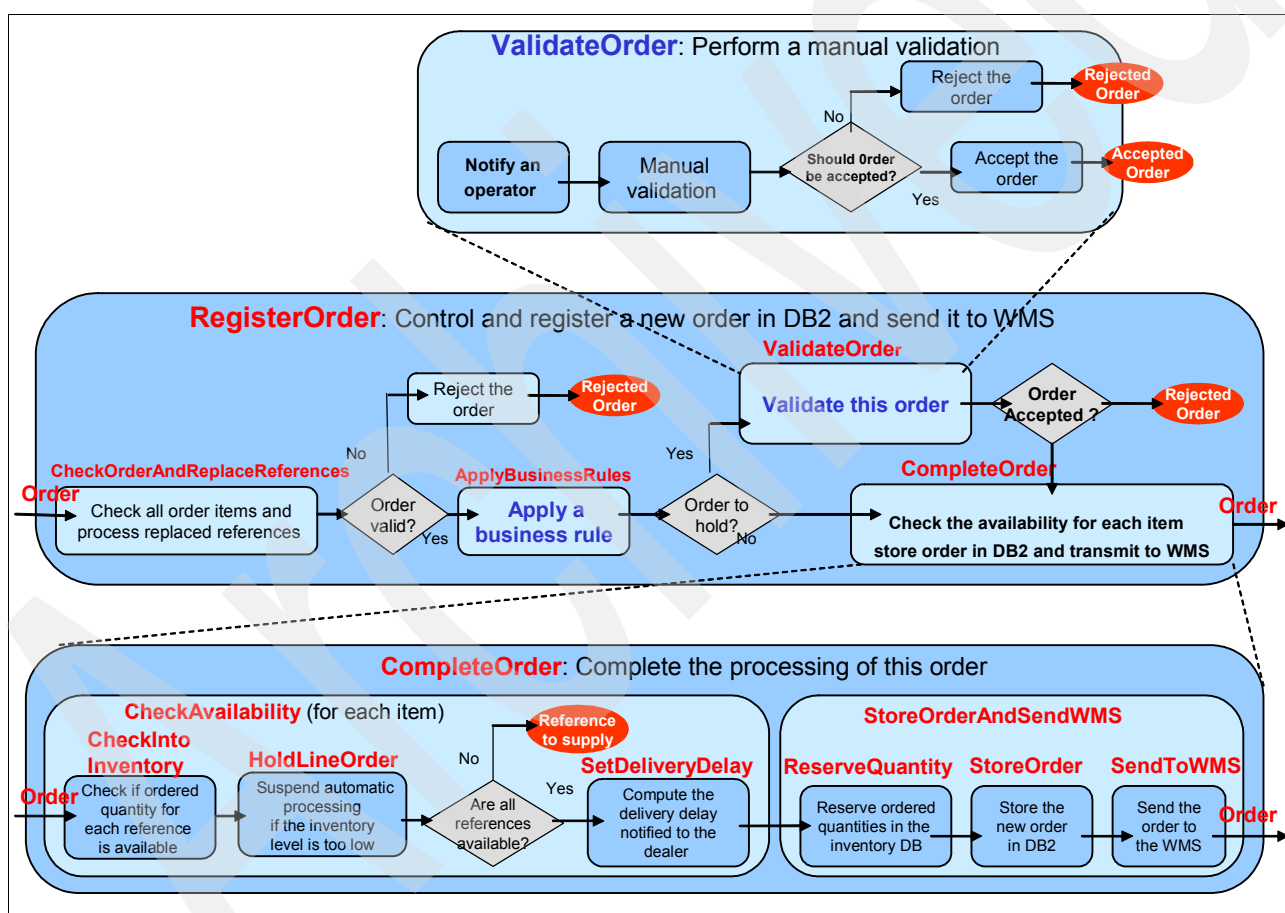 ValidateOrder: Perform a manual validation
Reject the
order
Rejected
Order
No
Notify an
operator
Manual
validation
Should 0rder
be accepted?
Yes
Accept the
order
Accepted
Order
RegisterOrder: Control and register a new order in DB2 and send it to WMS
ValidateOrder
Reject the
order
Rejected
Order
Validate this order
Order
Accepted ?
Rejected
Order
No
Yes
CheckOrderAndReplaceReferences
ApplyBusinessRules
CompleteOrder
Order
Check all order items and
process replaced references
Order
valid?
Yes
Apply a
business rule
Order to
hold?
No
Check the availability for each item
store order in DB2 and transmit to WMS
Order
CompleteOrder: Complete the processing of this order
CheckAvailability (for each item)
Reference
to supply
StoreOrderAndSendWMS
CheckInto
Inventory
HoldLineOrder
No
Yes
SetDeliveryDelay
ReserveQuantity
StoreOrder
SendToWMS
Order
Check if ordered
quantity for
each reference
is available
Suspend automatic
processing
if the inventory
level is too low
Are all
references
available?
Compute the
delivery delay
notified to the
dealer
Reserve ordered
quantities in the
inventory DB
Store the
new order
in DB2
Send the
order to
the WMS
Order
Archived